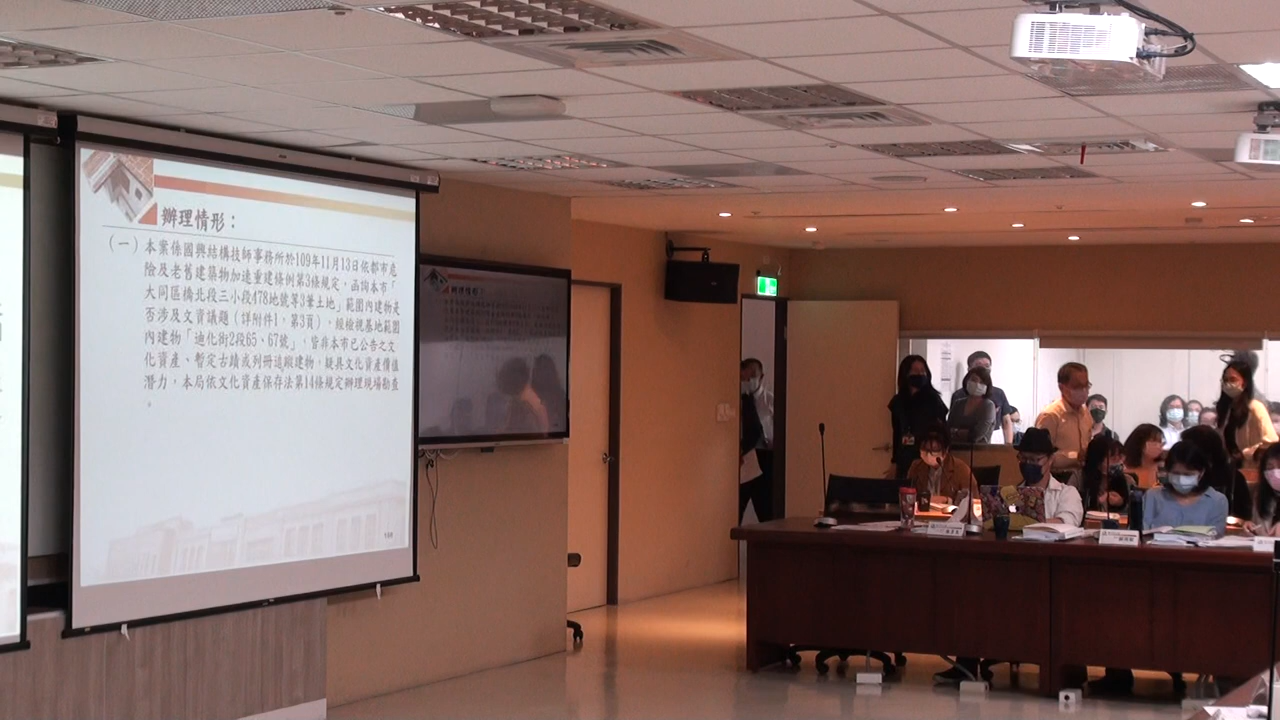 辦理情形：
（一）本案係國興結構技師事務所於109年11月13日依都市危
險及老舊建築物加速重建條例第3條規定，函詢本市「
大同區橋北段三小段478地號等3筆土地」範圍內建物是
否涉及文資議題（詳附件1，第3頁），經檢視基地範圍
內建物「迪化街2段65、67號」，皆非本市已公告之文
化資產、暫定古蹟或列冊追蹤建物，疑具文化資產價值
潛力，本局依文化資產保存法第14條規定辦理現場勘查
。
辦理情形：